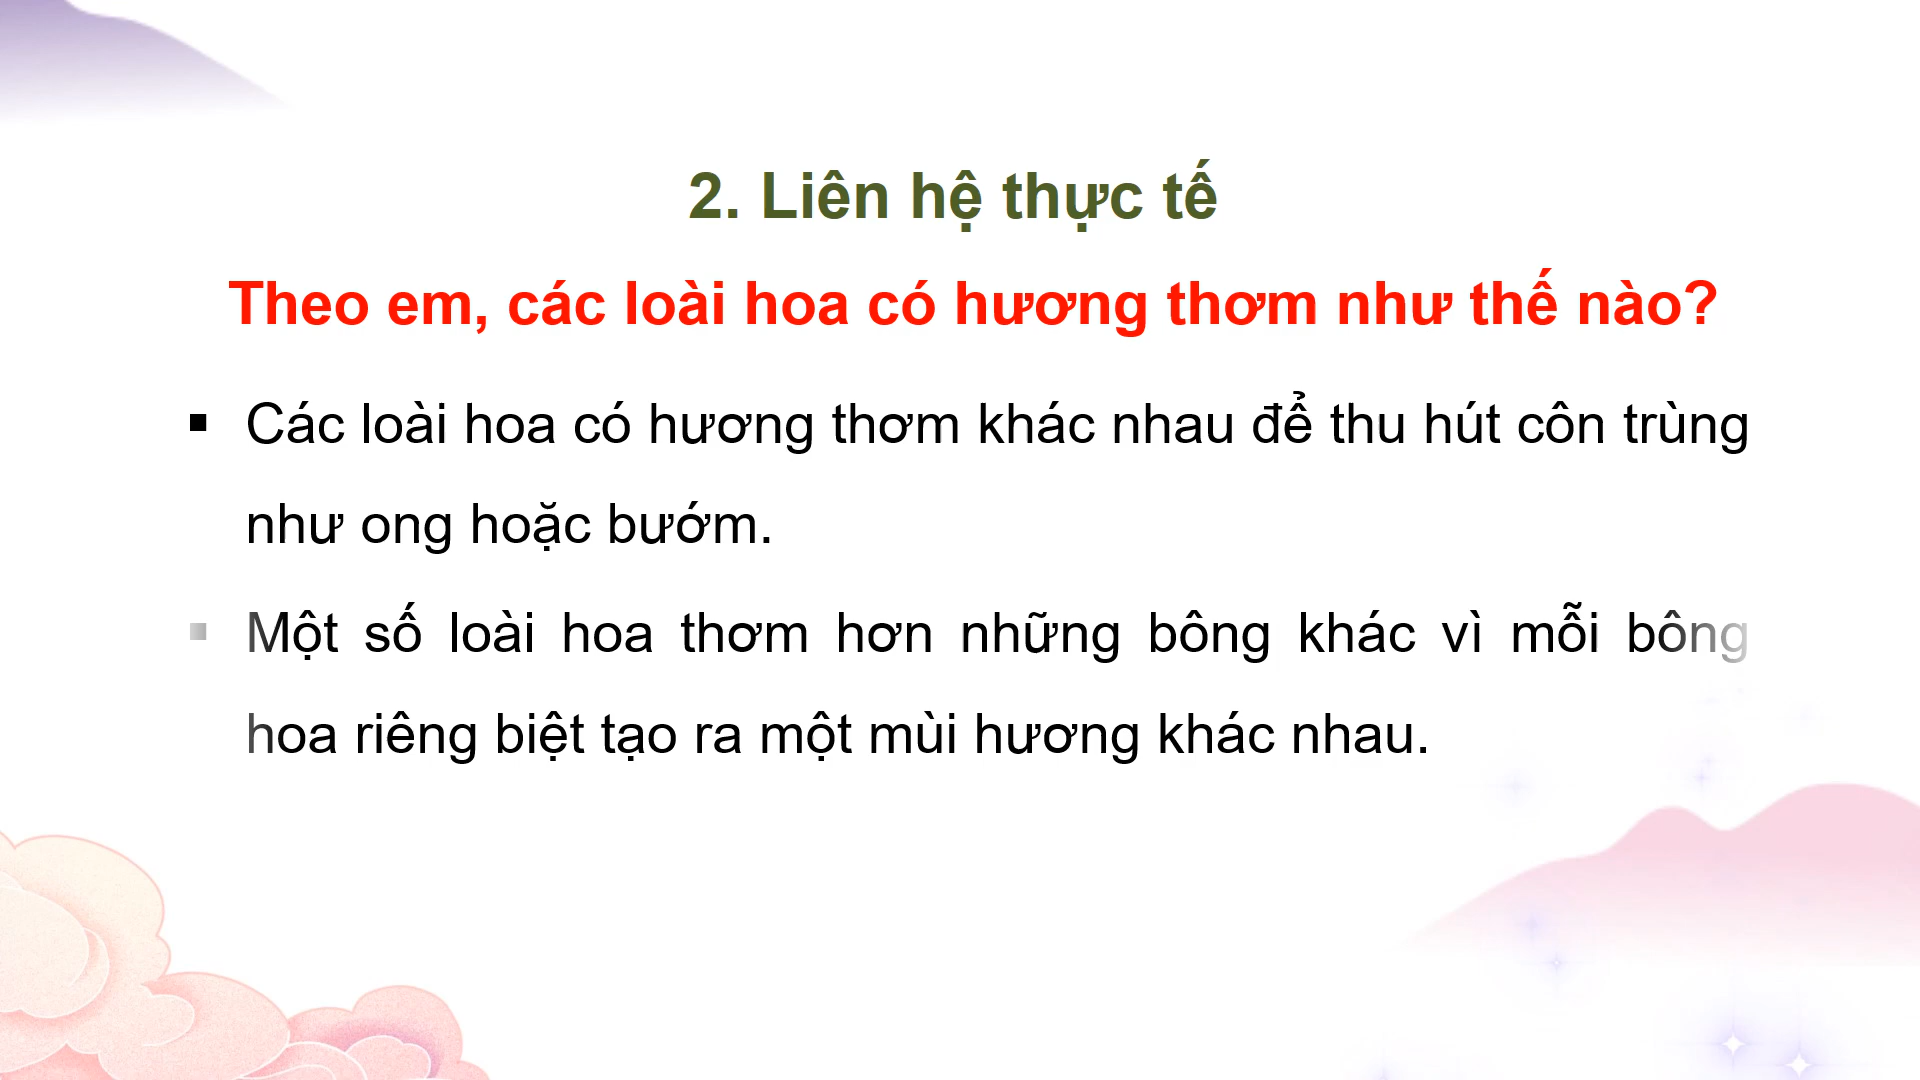 2. Liên hệ thực tế
Theo em, các loài hoa có hương thơm như thế nào?
▪ Các loài hoa có hương thơm khác nhau để thu hút côn trùng
như ong hoặc bướm.
▪ Một số loài hoa thơm hơn những bông khác vì mỗi bông
hoa riêng biệt tạo ra một mùi hương khác nhau.